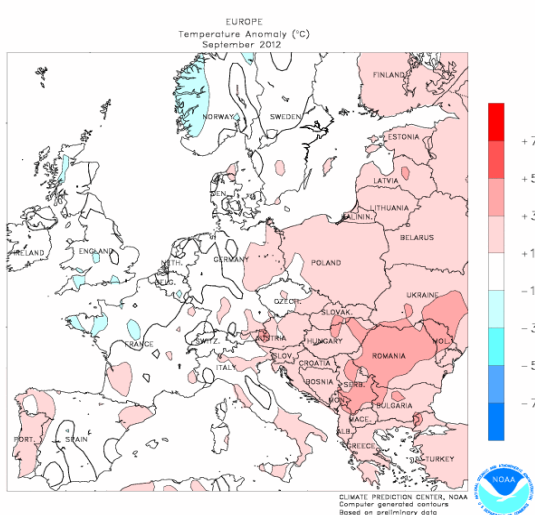 EUROPE
Temperature Anomaly (°C)
September 2012
FINLAND
NORWAY
SWEDEN
ESTONIA
LATVIA
DEN.
LITHUANIA
KALININ.
BELARUS
IRELAND
ENGLAND
NETH.
GERMANY
POLAND
BELG.
UKRAINE
CZECH.
SLOVAK.
FRANCE
SWITZ.
AUSTRIA
HUNGARY
MOL.
ROMANIA
SLOV.
ITALY
CROATIA
BOSNIA
SERB.
MON.
BULGARIA
MACE.
PORT.
SPAIN
ALB.
GREECE
TURKEY
+7
+5
+3
+1
-1
-3
-5
-7
NOAA
CLIMATE PREDICTION CENTER, NOAA
Computer generated contours
Based on preliminary data